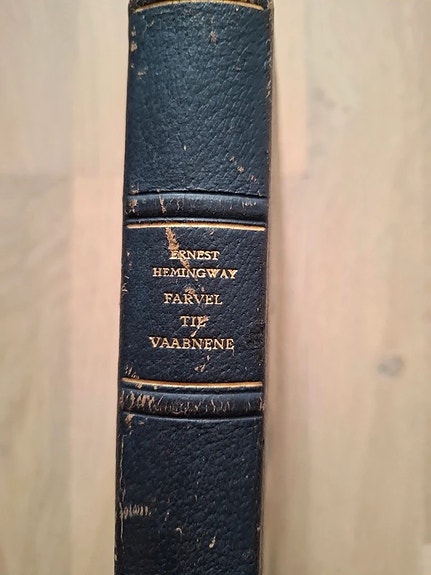 ERNEST
HEMINGWAY
FARVEL
TIL
VAABNENE